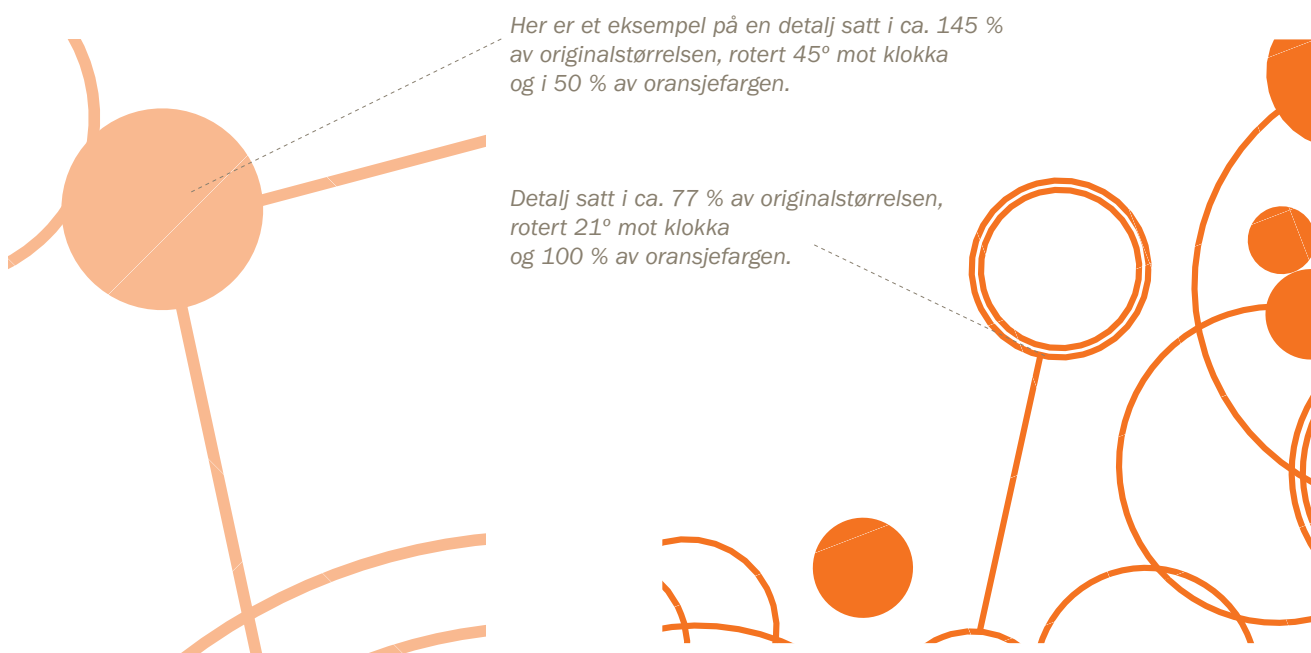 Her er et eksempel på en detalj satt i ca. 145 %
av originalstørrelsen, rotert 45º mot klokka
og i 50 % av oransjefargen.
Detalj satt i ca. 77 % av originalstørrelsen,
rotert 21º mot klokka
og 100 % av oransjefargen.